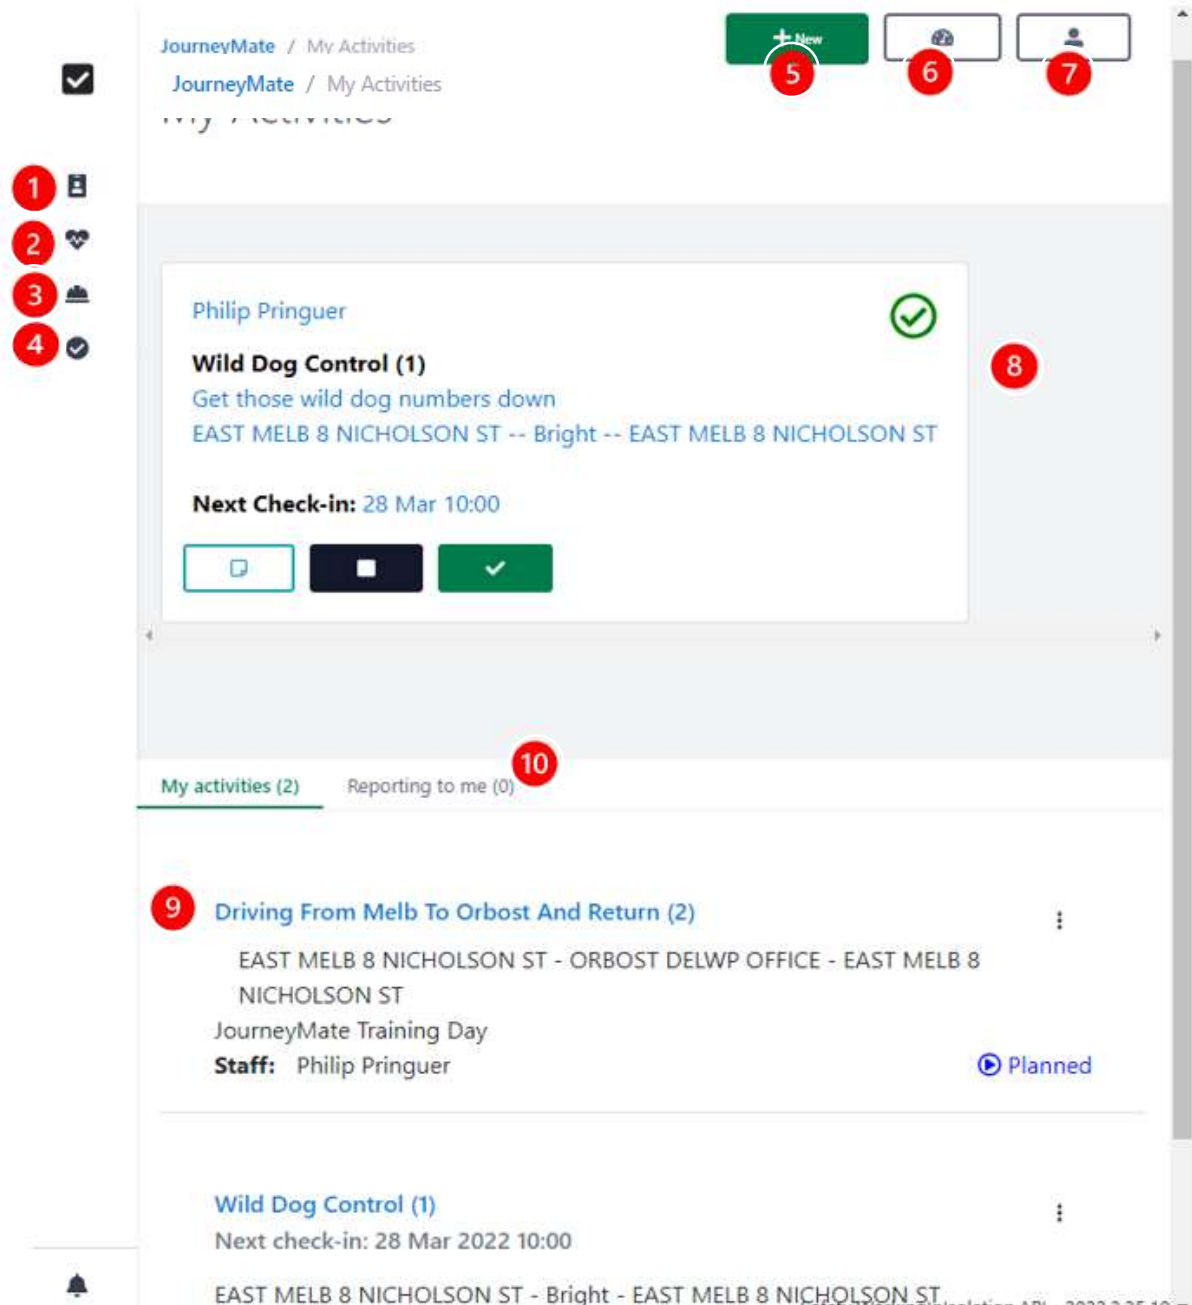 JourneyMate / My Activities
+ New
5
6
7
JourneyMate / My Activities
My Activities
1
2
3
4
Philip Pringuer
Wild Dog Control (1)
8
Get those wild dog numbers down
EAST MELB 8 NICHOLSON ST -- Bright -- EAST MELB 8 NICHOLSON ST
Next Check-in: 28 Mar 10:00
10
My activities (2) Reporting to me (0)
9
Driving From Melb To Orbost And Return (2)
EAST MELB 8 NICHOLSON ST - ORBOST DELWP OFFICE - EAST MELB 8
NICHOLSON ST
JourneyMate Training Day
Staff: Philip Pringuer
Planned
Wild Dog Control (1)
Next check-in: 28 Mar 2022 10:00
EAST MELB 8 NICHOLSON ST - Bright - EAST MELB 8 NICHOLSON ST